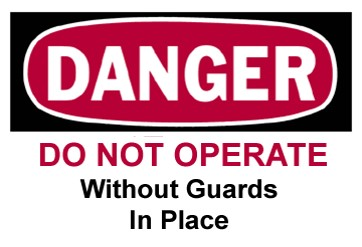 DANGER
DO NOT OPERATE
Without Guards
In Place